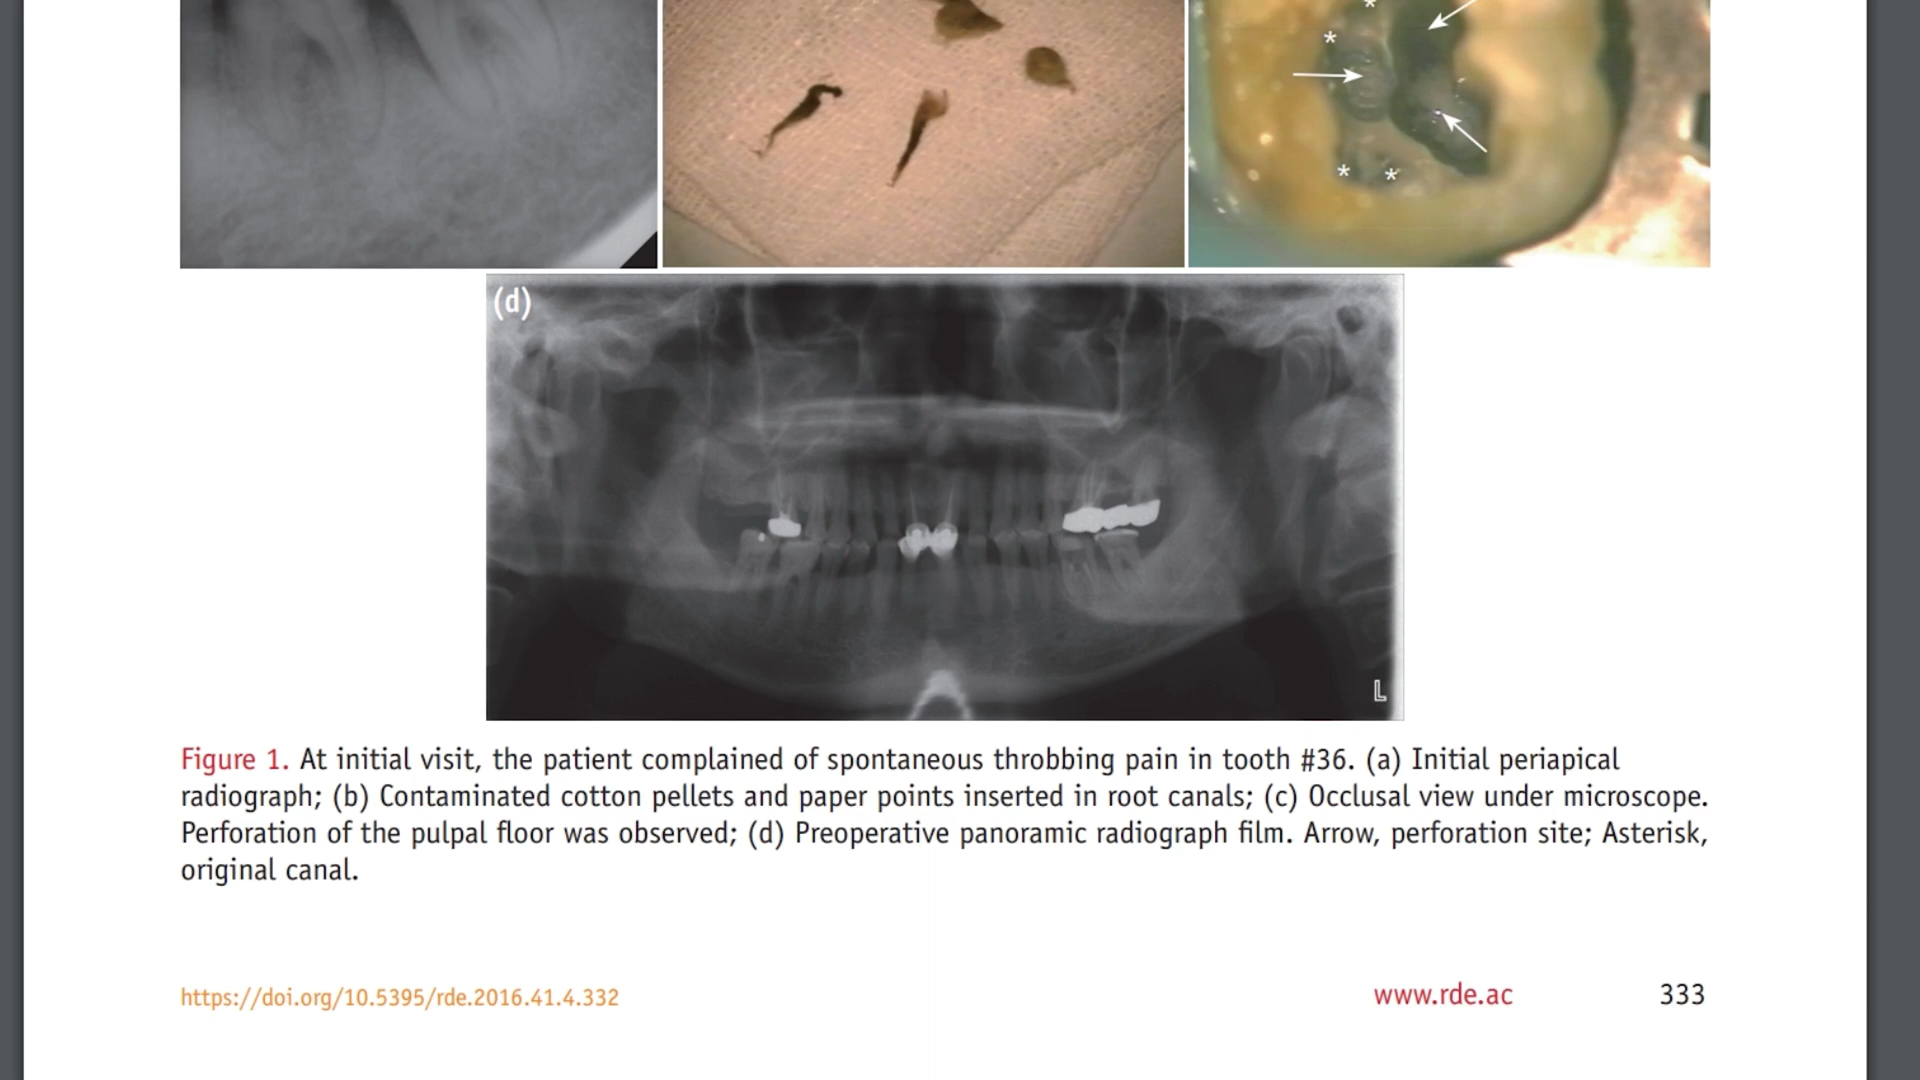 *
*
* *
(d)
L
Figure 1. At initial visit, the patient complained of spontaneous throbbing pain in tooth #36. (a) Initial periapical
radiograph; (b) Contaminated cotton pellets and paper points inserted in root canals; (c) Occlusal view under microscope.
Perforation of the pulpal floor was observed; (d) Preoperative panoramic radiograph film. Arrow, perforation site; Asterisk,
original canal.
https://doi.org/10.5395/rde.2016.41.4.332 www.rde.ac 333